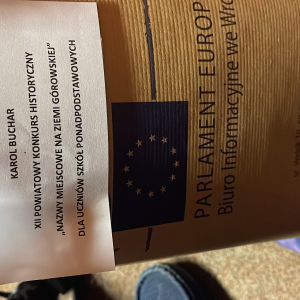 KAROL BUCHAR
XII POWIATOWY KONKURS HISTORYCZNY
„NAZWY MIEJSCOWE NA ZIEMI GÓROWSKIEJ”
DLA UCZNIÓW SZKÓŁ PONADPODSTAWOWYCH
PARLAMENT EUROP
Biuro Informacyjne we Wro